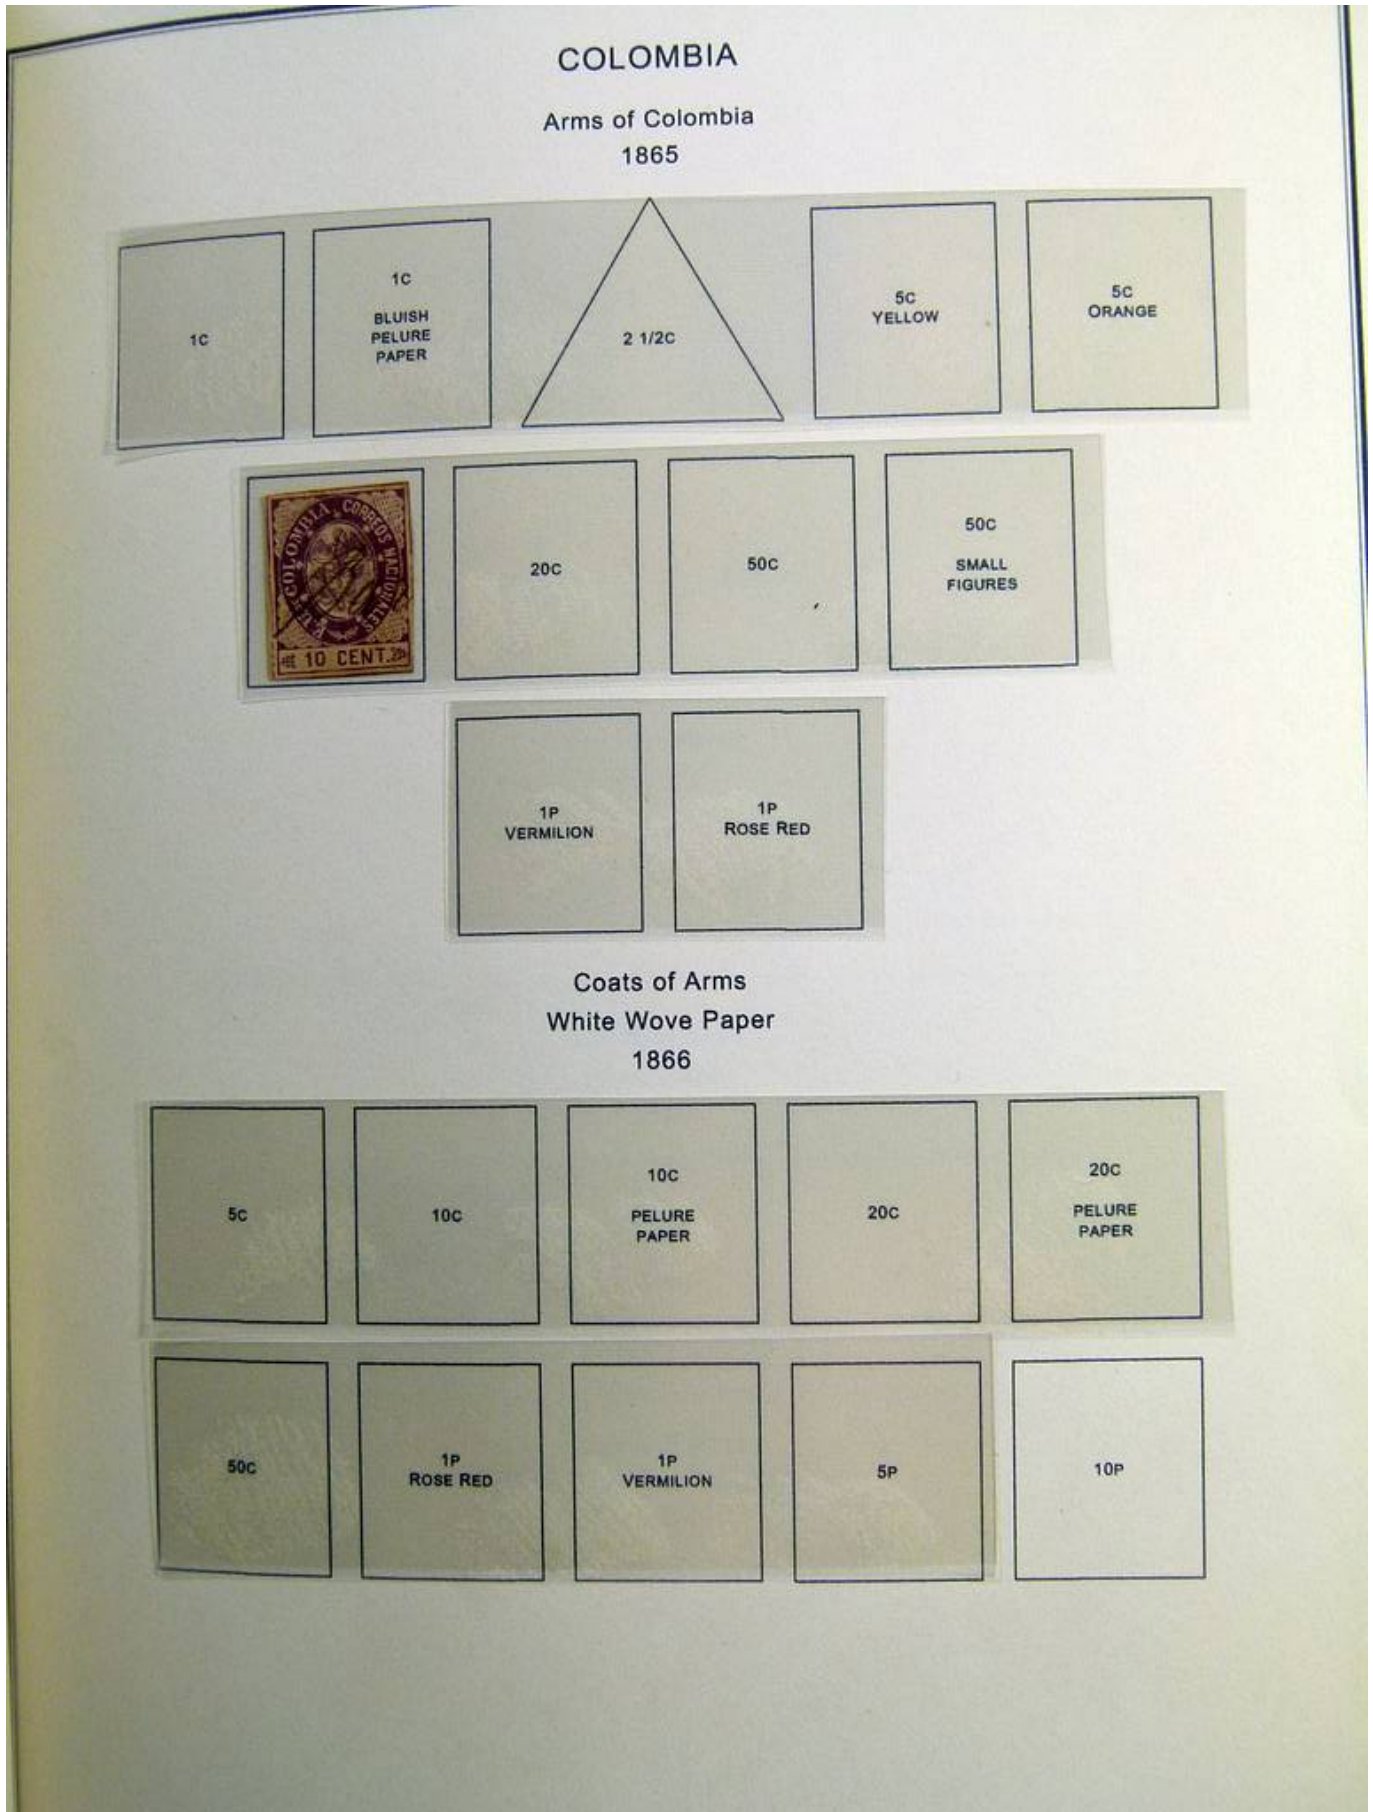 COLOMBIA
Arms of Colombia
1865
1C
1C
BLUISH
PELURE
PAPER
2 1/2C
5C
YELLOW
5C
ORANGE
E.U. DE COLOMBIA
CORREOS NACIONALES
10 CENT.
20C
50C
50C
SMALL
FIGURES
1P
VERMILION
1P
ROSE RED
Coats of Arms
White Wove Paper
1866
5C
10C
10C
PELURE
PAPER
20C
20C
PELURE
PAPER
50C
1P
ROSE RED
1P
VERMILION
5P
10P